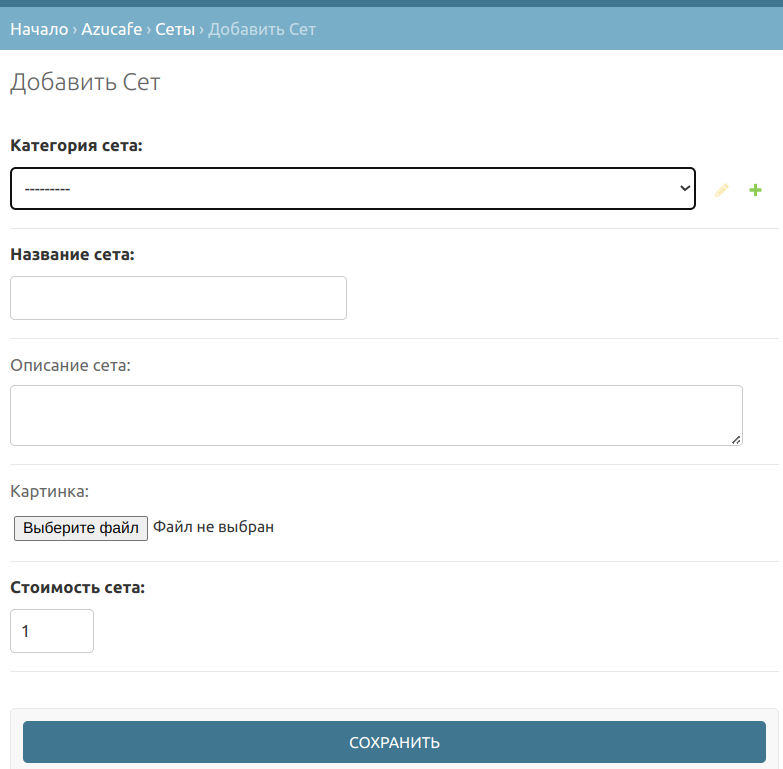 Начало › Azucafe › Сеты › Добавить Сет
Добавить Сет
Категория сета:
---------
Название сета:
Описание сета:
Картинка:
Выберите файл Файл не выбран
Стоимость сета:
1
СОХРАНИТЬ